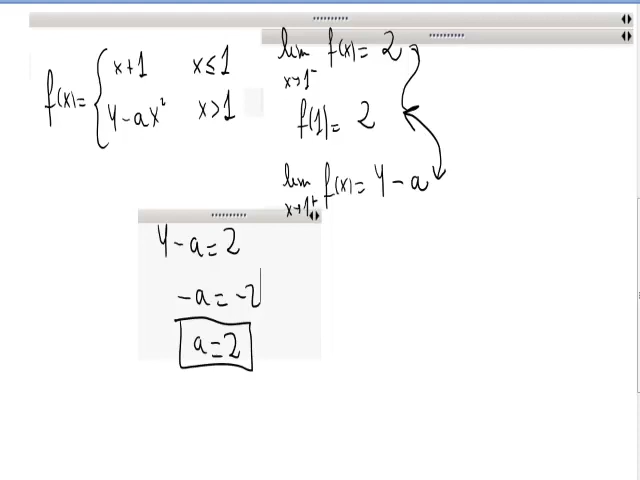 f(x) = { x+1    x ≤ 1
4 - ax²    x > 1
lim x→1⁻ f(x) = 2
f(1) = 2
lim x→1⁺ f(x) = 4 - a
4 - a = 2
-a = -2
a = 2